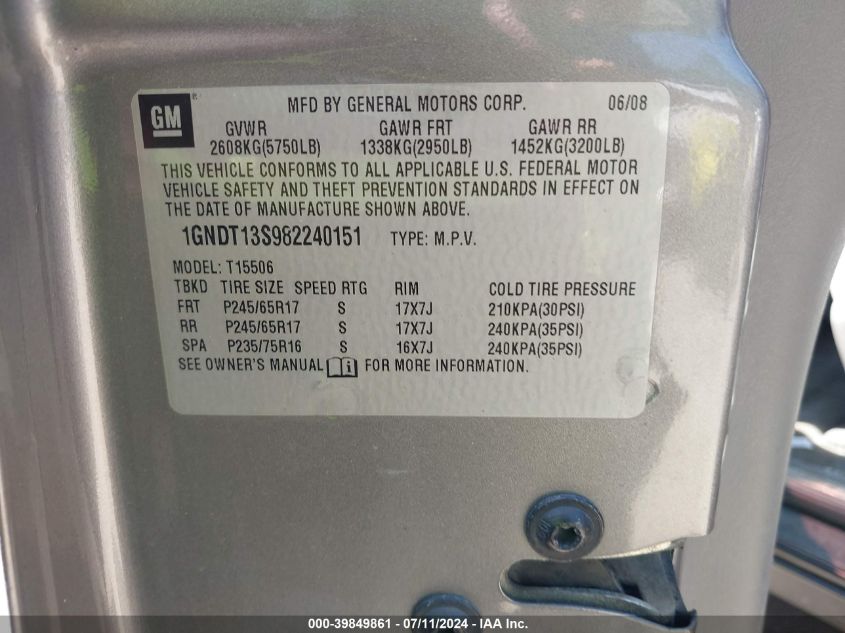 GM
MFD BY GENERAL MOTORS CORP. 06/08
GVWR GAWR FRT GAWR RR
2608KG(5750LB) 1338KG(2950LB) 1452KG(3200LB)
THIS VEHICLE CONFORMS TO ALL APPLICABLE U.S. FEDERAL MOTOR
VEHICLE SAFETY AND THEFT PREVENTION STANDARDS IN EFFECT ON
THE DATE OF MANUFACTURE SHOWN ABOVE.
1GNDT13S982240151 TYPE: M.P.V.
MODEL: T15506
TBKD TIRE SIZE SPEED RTG RIM COLD TIRE PRESSURE
FRT P245/65R17 S 17X7J 210KPA(30PSI)
RR P245/65R17 S 17X7J 240KPA(35PSI)
SPA P235/75R16 S 16X7J 240KPA(35PSI)
SEE OWNER'S MANUAL FOR MORE INFORMATION.
000-39849861 - 07/11/2024 - IAA Inc.